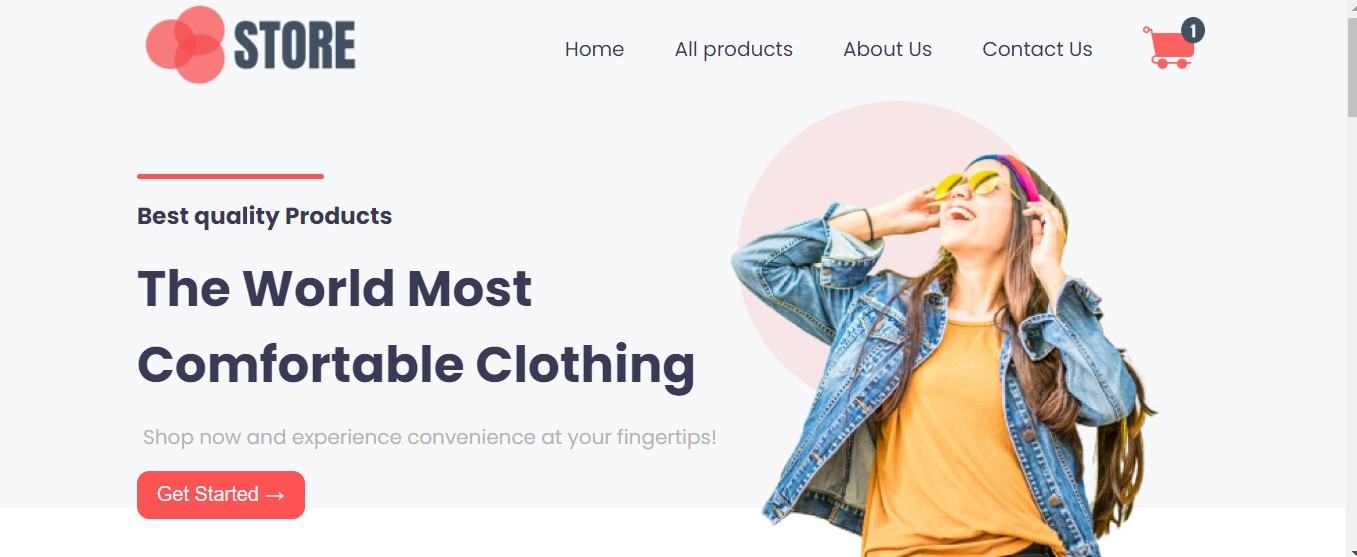 STORE
Home
All products
About Us
Contact Us
1
Best quality Products
The World Most
Comfortable Clothing
Shop now and experience convenience at your fingertips!
Get Started →